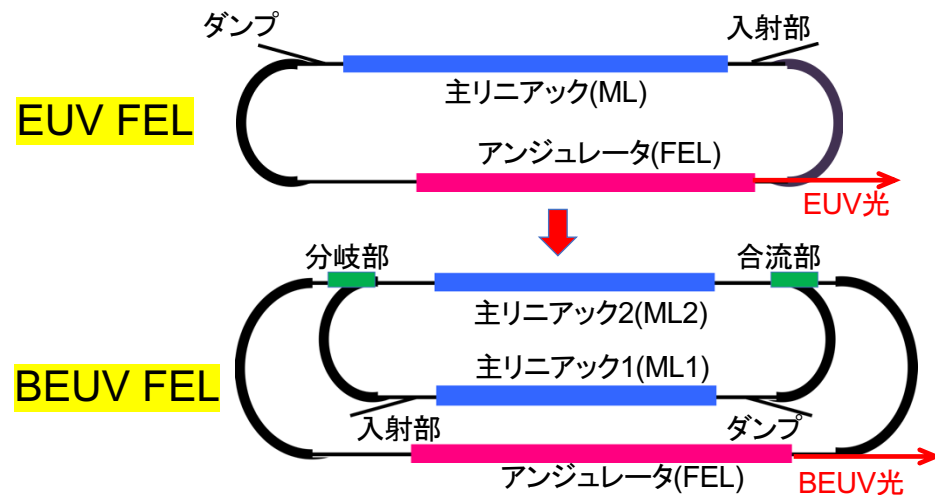 ダンプ
入射部
主リニアック(ML)
EUV FEL
アンジュレータ(FEL)
EUV光
分岐部
合流部
主リニアック2(ML2)
主リニアック1(ML1)
BEUV FEL
入射部
ダンプ
アンジュレータ(FEL)
BEUV光